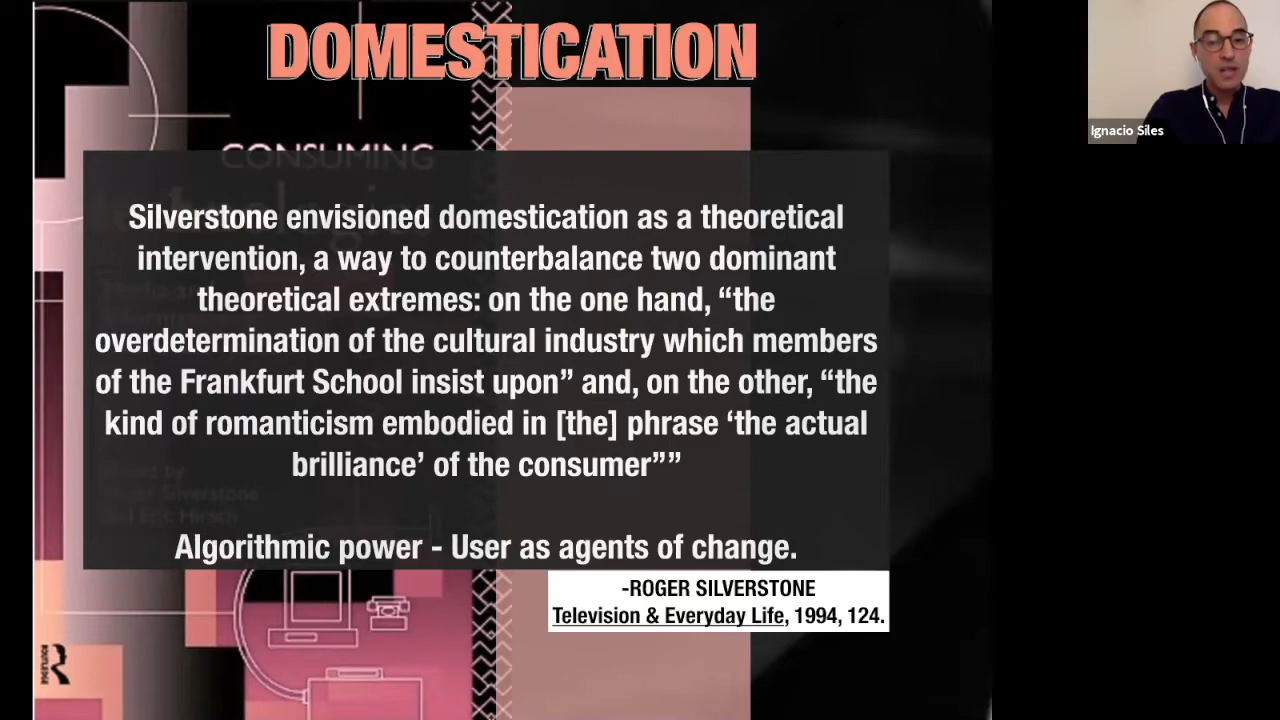 DOMESTICATION
CONSUMING
Silverstone envisioned domestication as a theoretical
intervention, a way to counterbalance two dominant
theoretical extremes: on the one hand, “the
overdetermination of the cultural industry which members
of the Frankfurt School insist upon” and, on the other, “the
kind of romanticism embodied in [the] phrase ‘the actual
brilliance’ of the consumer””
Algorithmic power - User as agents of change.
-ROGER SILVERSTONE
Television & Everyday Life, 1994, 124.
Ignacio Siles